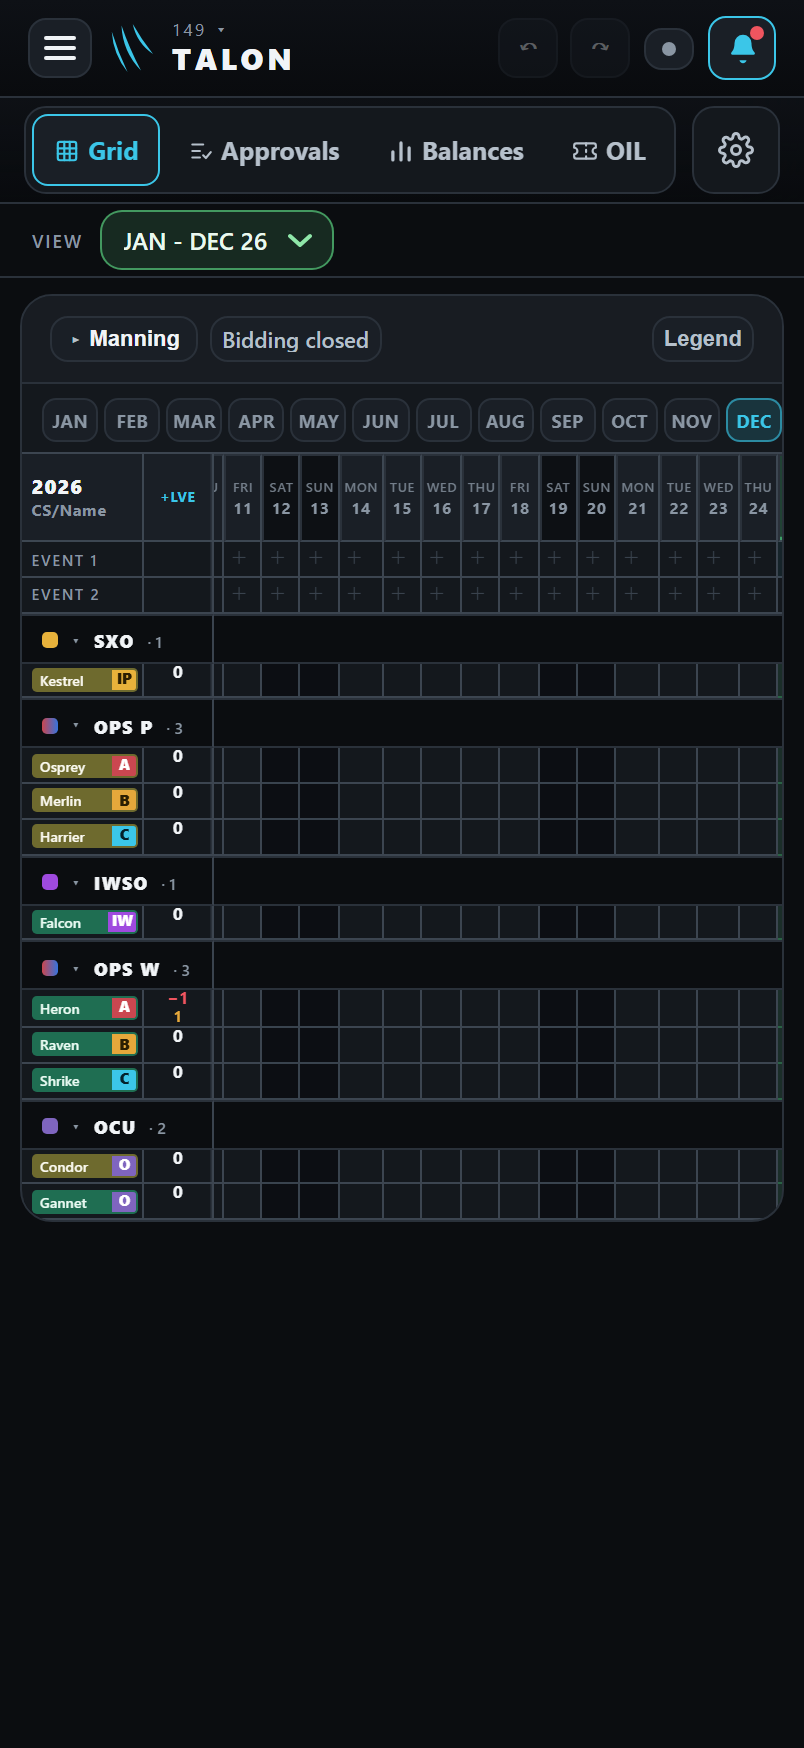 149
TALON
Grid
Approvals
Balances
OIL
VIEW
JAN - DEC 26
Manning
Bidding closed
Legend
JAN FEB MAR APR MAY JUN JUL AUG SEP OCT NOV DEC
2026
CS/Name
+LVE
FRI SAT SUN MON TUE WED THU FRI SAT SUN MON TUE WED THU
11 12 13 14 15 16 17 18 19 20 21 22 23 24
EVENT 1 + + + + + + + + + + + + + +
EVENT 2 + + + + + + + + + + + + + +
SXO · 1
Kestrel IP 0
OPS P · 3
Osprey A 0
Merlin B 0
Harrier C 0
IWSO · 1
Falcon IW 0
OPS W · 3
Heron A −1
1
Raven B 0
Shrike C 0
OCU · 2
Condor O 0
Gannet O 0